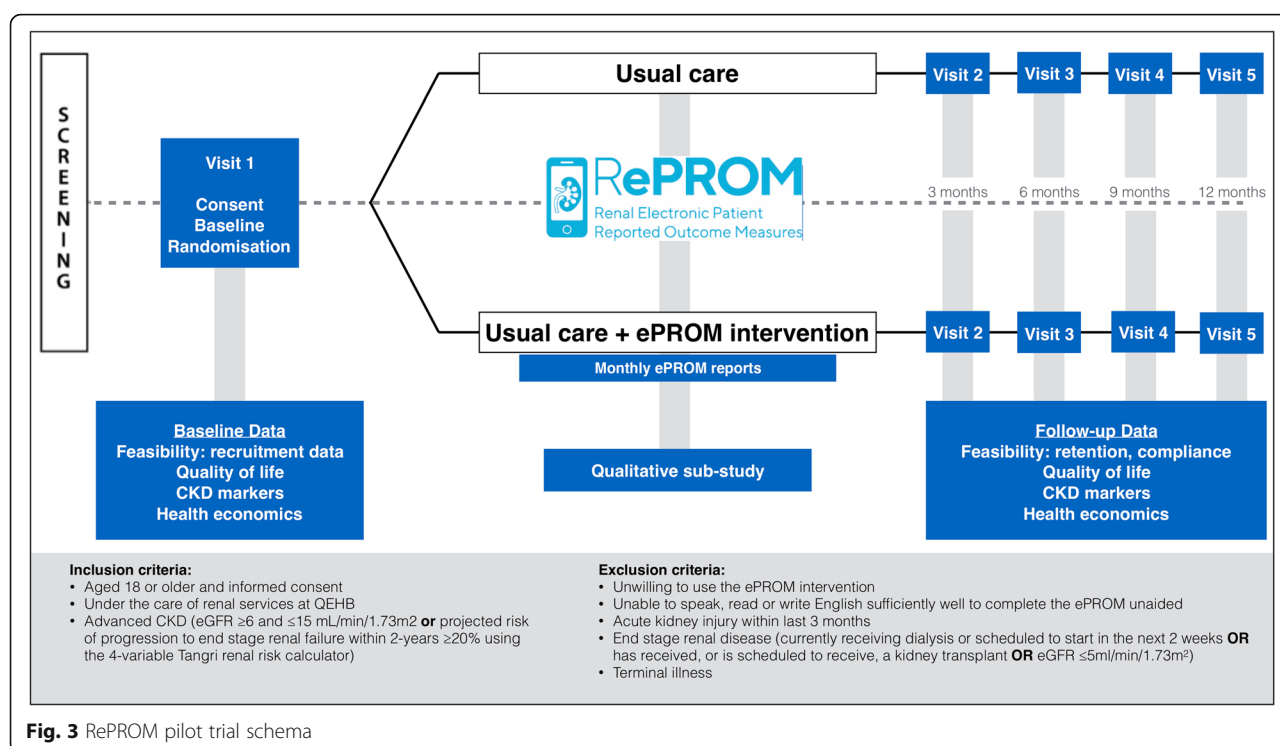 SCREENING
Visit 1
Consent
Baseline
Randomisation
Usual care
Visit 2
Visit 3
Visit 4
Visit 5
RePROM
Renal Electronic Patient
Reported Outcome Measures
3 months
6 months
9 months
12 months
Usual care + ePROM intervention
Monthly ePROM reports
Visit 2
Visit 3
Visit 4
Visit 5
Baseline Data
Feasibility: recruitment data
Quality of life
CKD markers
Health economics
Qualitative sub-study
Follow-up Data
Feasibility: retention, compliance
Quality of life
CKD markers
Health economics
Inclusion criteria:
• Aged 18 or older and informed consent
• Under the care of renal services at QEHB
• Advanced CKD (eGFR ≥6 and ≤15 mL/min/1.73m2 or projected risk
of progression to end stage renal failure within 2-years ≥20% using
the 4-variable Tangri renal risk calculator)
Exclusion criteria:
• Unwilling to use the ePROM intervention
• Unable to speak, read or write English sufficiently well to complete the ePROM unaided
• Acute kidney injury within last 3 months
• End stage renal disease (currently receiving dialysis or scheduled to start in the next 2 weeks OR
has received, or is scheduled to receive, a kidney transplant OR eGFR ≤5ml/min/1.73m²)
• Terminal illness
Fig. 3 RePROM pilot trial schema